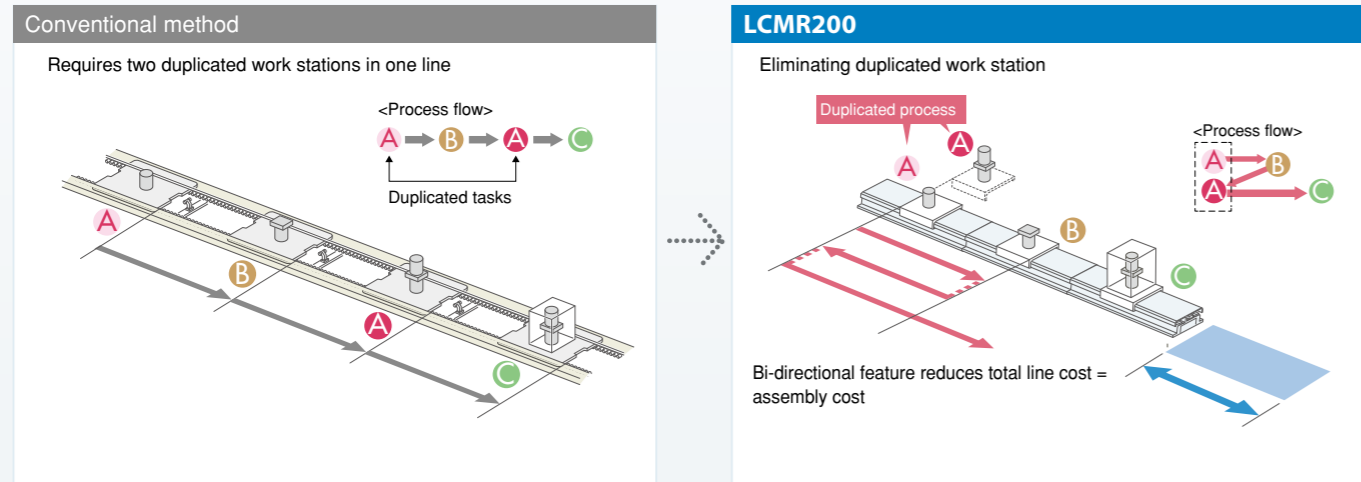 Conventional method
Requires two duplicated work stations in one line
<Process flow>
A B A C
Duplicated tasks
A
B
A
C
LCMR200
Eliminating duplicated work station
Duplicated process
A
A
B
C
<Process flow>
A
B
A
C
Bi-directional feature reduces total line cost =
assembly cost